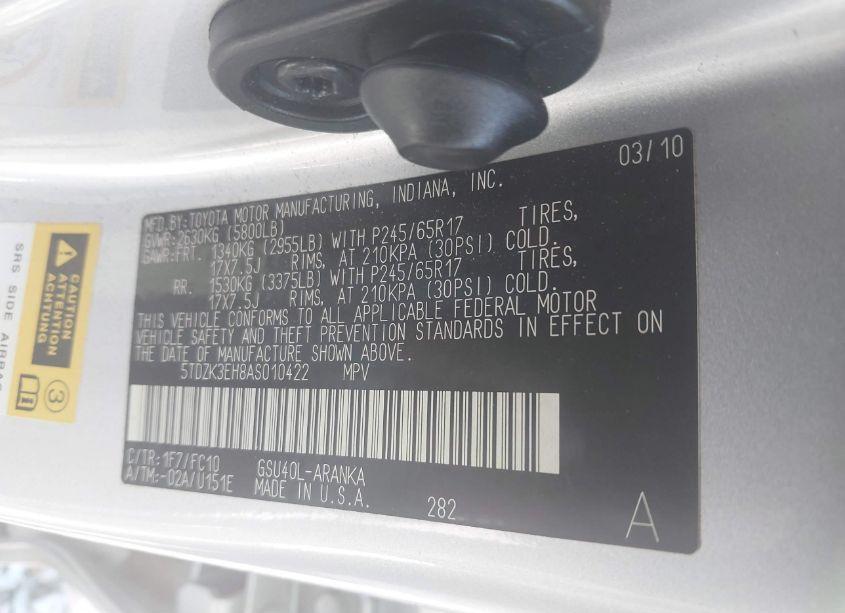 03/10
MFD.BY:TOYOTA MOTOR MANUFACTURING, INDIANA, INC.
GVWR: 2630KG (5800LB)
GAWR:FRT. 1340KG (2955LB) WITH P245/65R17 TIRES,
17X7.5J RIMS, AT 210KPA (30PSI) COLD.
RR. 1530KG (3375LB) WITH P245/65R17 TIRES,
17X7.5J RIMS, AT 210KPA (30PSI) COLD.
THIS VEHICLE CONFORMS TO ALL APPLICABLE FEDERAL MOTOR
VEHICLE SAFETY AND THEFT PREVENTION STANDARDS IN EFFECT ON
THE DATE OF MANUFACTURE SHOWN ABOVE.
5TDZK3EH8AS010422 MPV
C/TR: 1F7/FC10 GSU40L-ARANKA
A/TM:-02A/U151E MADE IN U.S.A.
282
A
CAUTION
ATTENTION
ACHTUNG
SRS SIDE AIRBAG
3